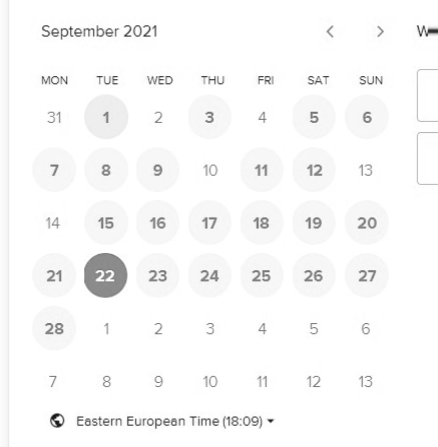 September 2021 < >
MON TUE WED THU FRI SAT SUN
31 1 2 3 4 5 6
7 8 9 10 11 12 13
14 15 16 17 18 19 20
21 22 23 24 25 26 27
28 1 2 3 4 5 6
7 8 9 10 11 12 13
Eastern European Time (18:09)